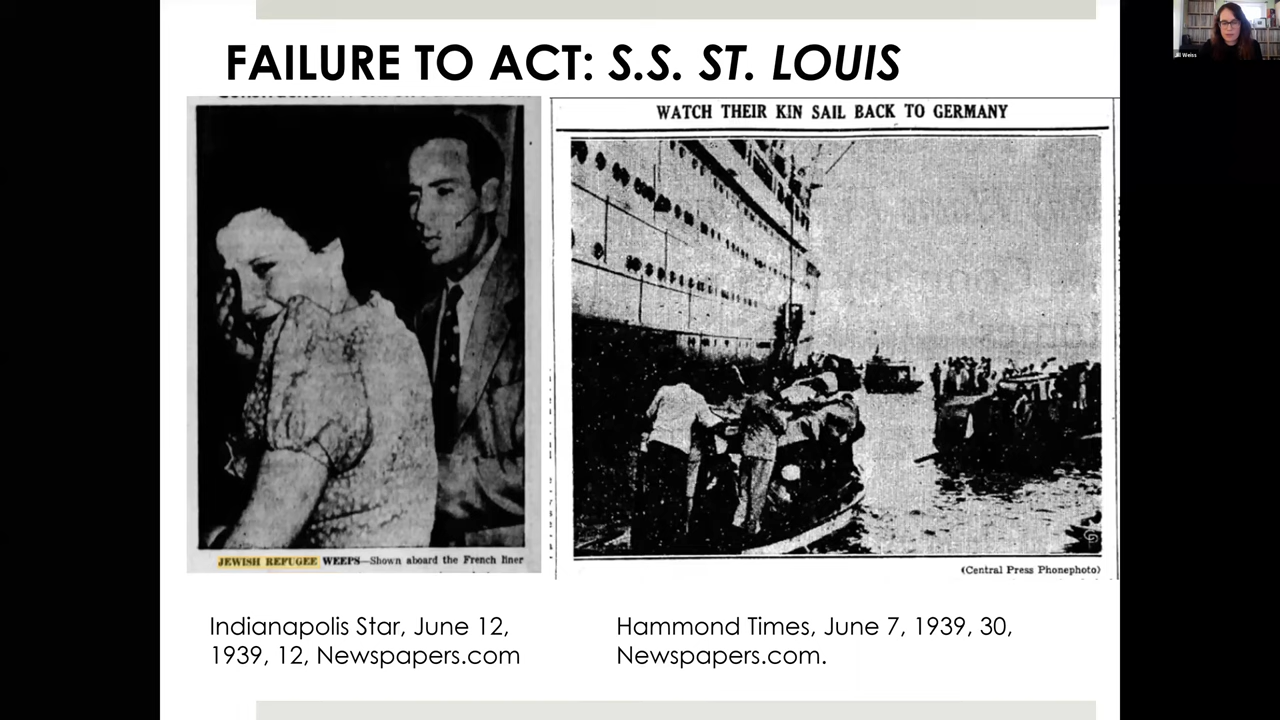 FAILURE TO ACT: S.S. ST. LOUIS
JEWISH REFUGEE WEEPS—Shown aboard the French liner
WATCH THEIR KIN SAIL BACK TO GERMANY
(Central Press Phonephoto)
Indianapolis Star, June 12,
1939, 12, Newspapers.com
Hammond Times, June 7, 1939, 30,
Newspapers.com.
Weiss